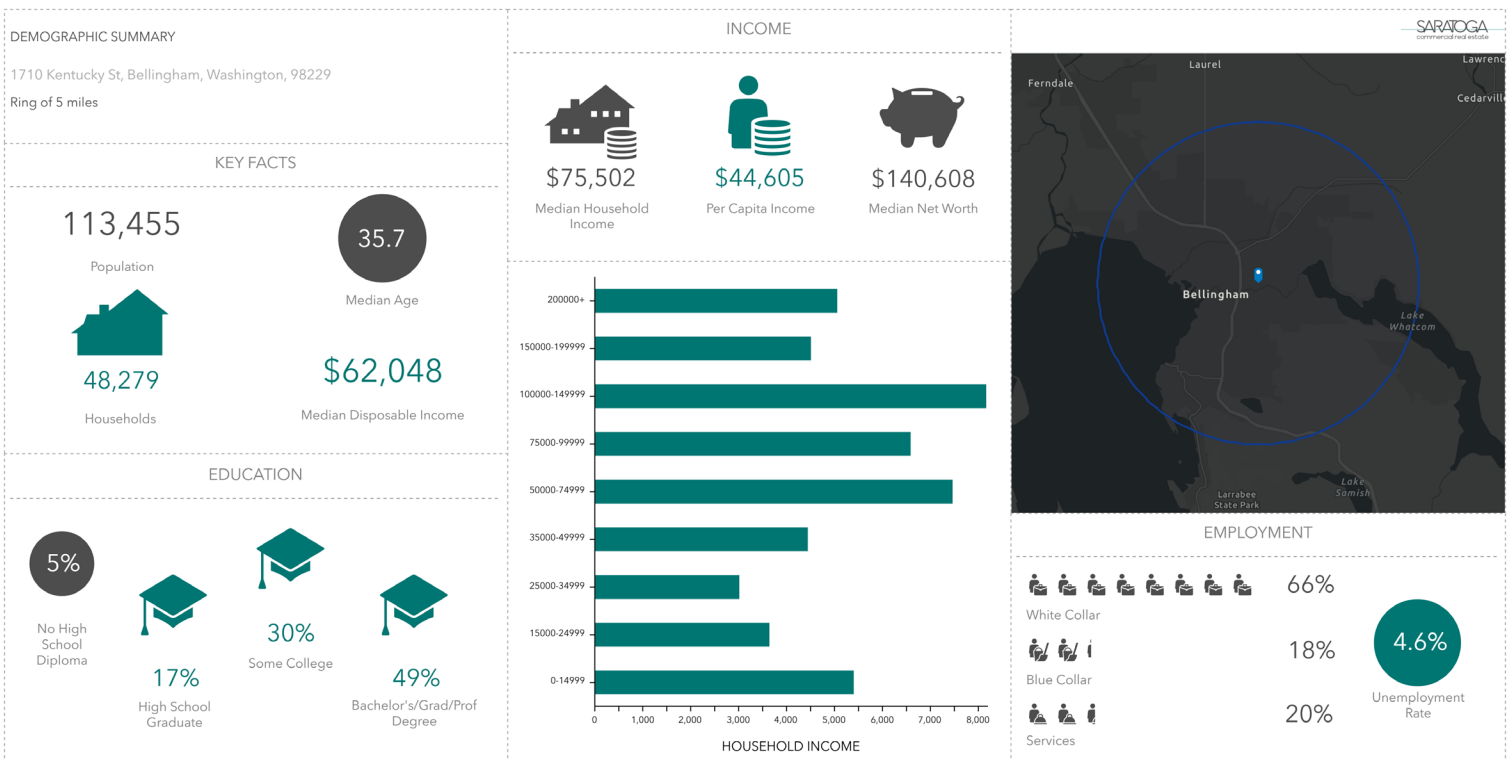 DEMOGRAPHIC SUMMARY
1710 Kentucky St, Bellingham, Washington, 98229
Ring of 5 miles
KEY FACTS
113,455
Population
35.7
Median Age
48,279
Households
$62,048
Median Disposable Income
EDUCATION
5%
No High
School
Diploma
17%
High School
Graduate
30%
Some College
49%
Bachelor's/Grad/Prof
Degree
INCOME
$75,502
Median Household
Income
$44,605
Per Capita Income
$140,608
Median Net Worth
200000+
150000-199999
100000-149999
75000-99999
50000-74999
35000-49999
25000-34999
15000-24999
0-14999
0 1,000 2,000 3,000 4,000 5,000 6,000 7,000 8,000
HOUSEHOLD INCOME
SARATOGA
commercial real estate
Laurel
Lawrenc
Ferndale
Cedarvill
Bellingham
Lake
Whatcom
Larrabee
State Park
Lake
Samish
EMPLOYMENT
66%
White Collar
18%
Blue Collar
20%
Services
4.6%
Unemployment
Rate